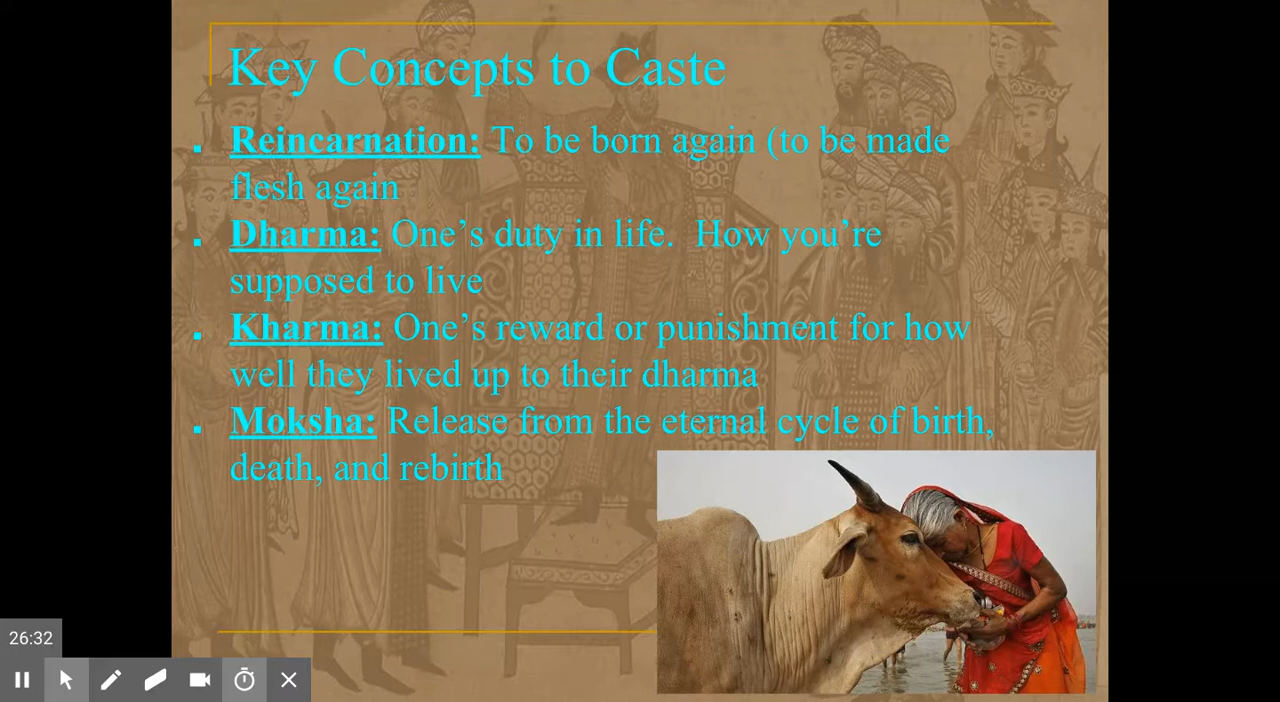 Key Concepts to Caste
. Reincarnation: To be born again (to be made
flesh again
. Dharma: One’s duty in life.  How you’re
supposed to live
. Kharma: One’s reward or punishment for how
well they lived up to their dharma
. Moksha: Release from the eternal cycle of birth,
death, and rebirth
26:32